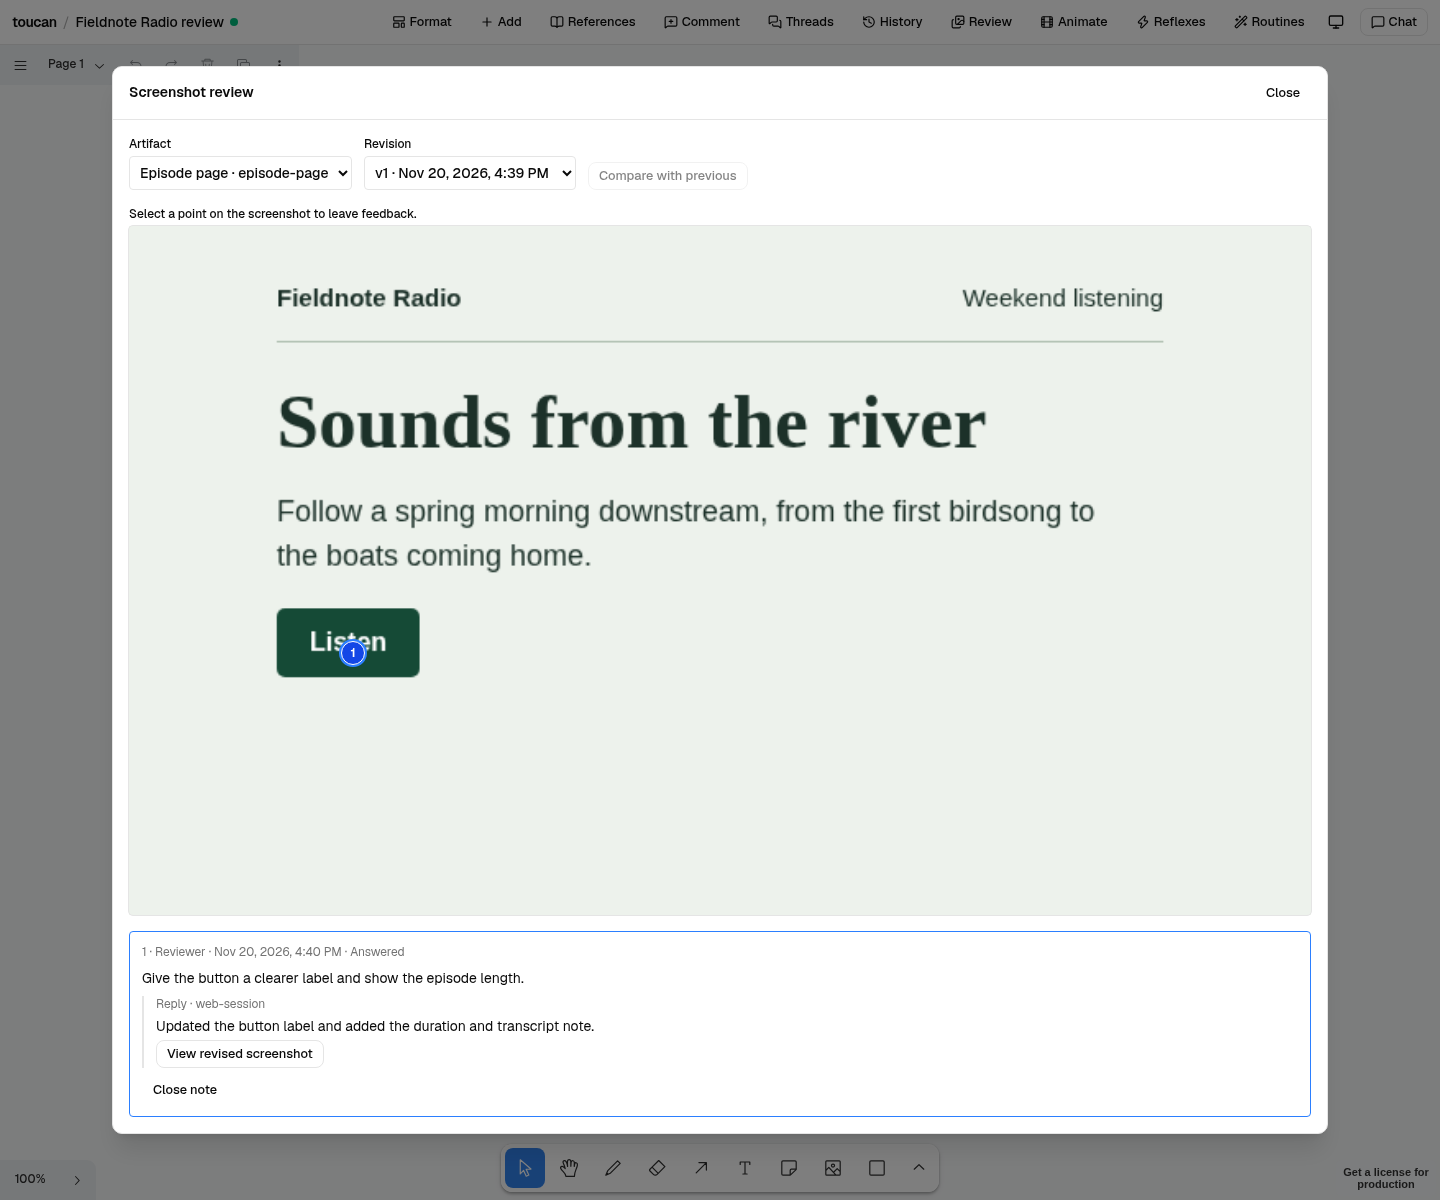 toucan / Fieldnote Radio review
Format
Add
References
Comment
Threads
History
Review
Animate
Reflexes
Routines
Chat
Page 1
Screenshot review
Close
Artifact
Revision
Episode page · episode-page
v1 · Nov 20, 2026, 4:39 PM
Compare with previous
Select a point on the screenshot to leave feedback.
Fieldnote Radio
Weekend listening
Sounds from the river
Follow a spring morning downstream, from the first birdsong to
the boats coming home.
Listen
1
1 · Reviewer · Nov 20, 2026, 4:40 PM · Answered
Give the button a clearer label and show the episode length.
Reply · web-session
Updated the button label and added the duration and transcript note.
View revised screenshot
Close note
100%
T
Get a license for
production